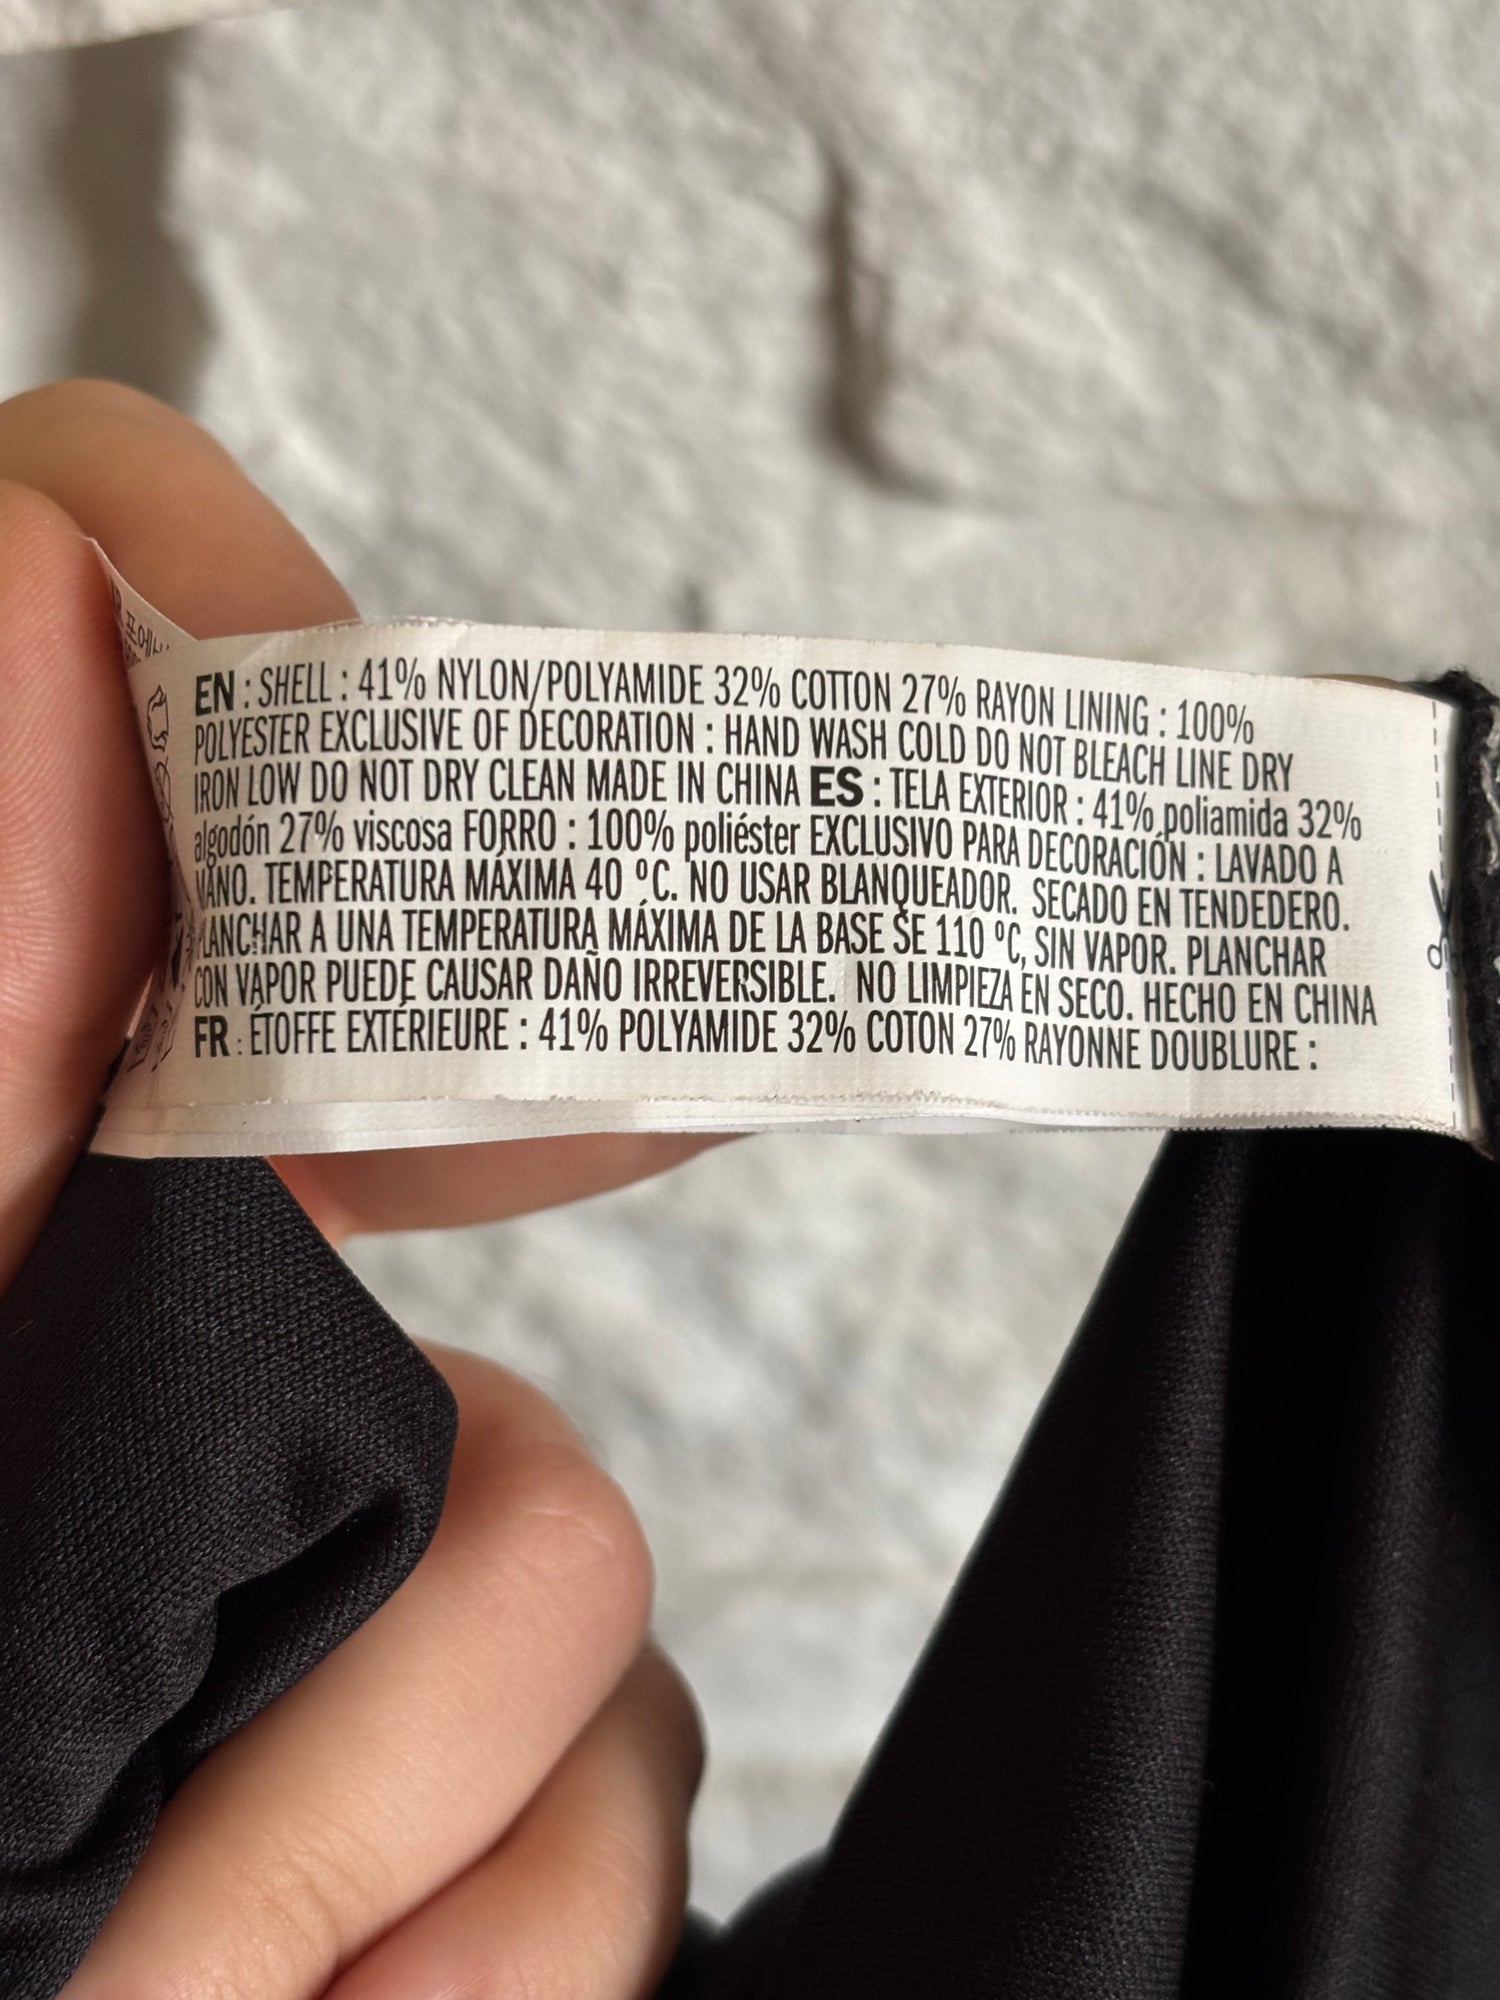 EN : SHELL : 41% NYLON/POLYAMIDE 32% COTTON 27% RAYON LINING : 100%
POLYESTER EXCLUSIVE OF DECORATION : HAND WASH COLD DO NOT BLEACH LINE DRY
IRON LOW DO NOT DRY CLEAN MADE IN CHINA ES : TELA EXTERIOR : 41% poliamida 32%
algodón 27% viscosa FORRO : 100% poliéster EXCLUSIVO PARA DECORACIÓN : LAVADO A
MANO. TEMPERATURA MÁXIMA 40 °C. NO USAR BLANQUEADOR. SECADO EN TENDEDERO.
PLANCHAR A UNA TEMPERATURA MÁXIMA DE LA BASE SE 110 °C, SIN VAPOR. PLANCHAR
CON VAPOR PUEDE CAUSAR DAÑO IRREVERSIBLE. NO LIMPIEZA EN SECO. HECHO EN CHINA
FR : ÉTOFFE EXTÉRIEURE : 41% POLYAMIDE 32% COTON 27% RAYONNE DOUBLURE :